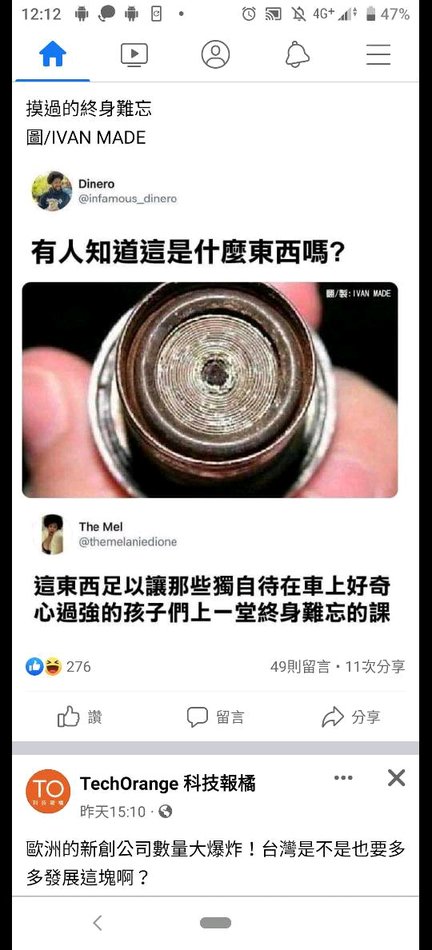 12:12
4G+
47%
摸過的終身難忘
圖/IVAN MADE
Dinero
@infamous_dinero
有人知道這是什麼東西嗎?
翻/製:IVAN MADE
The Mel
@themelaniedione
這東西足以讓那些獨自待在車上好奇
心過強的孩子們上一堂終身難忘的課
276
49則留言・11次分享
讚
留言
分享
TO
科技報橘
TechOrange 科技報橘
昨天15:10 ·
歐洲的新創公司數量大爆炸！台灣是不是也要多
多發展這塊啊？